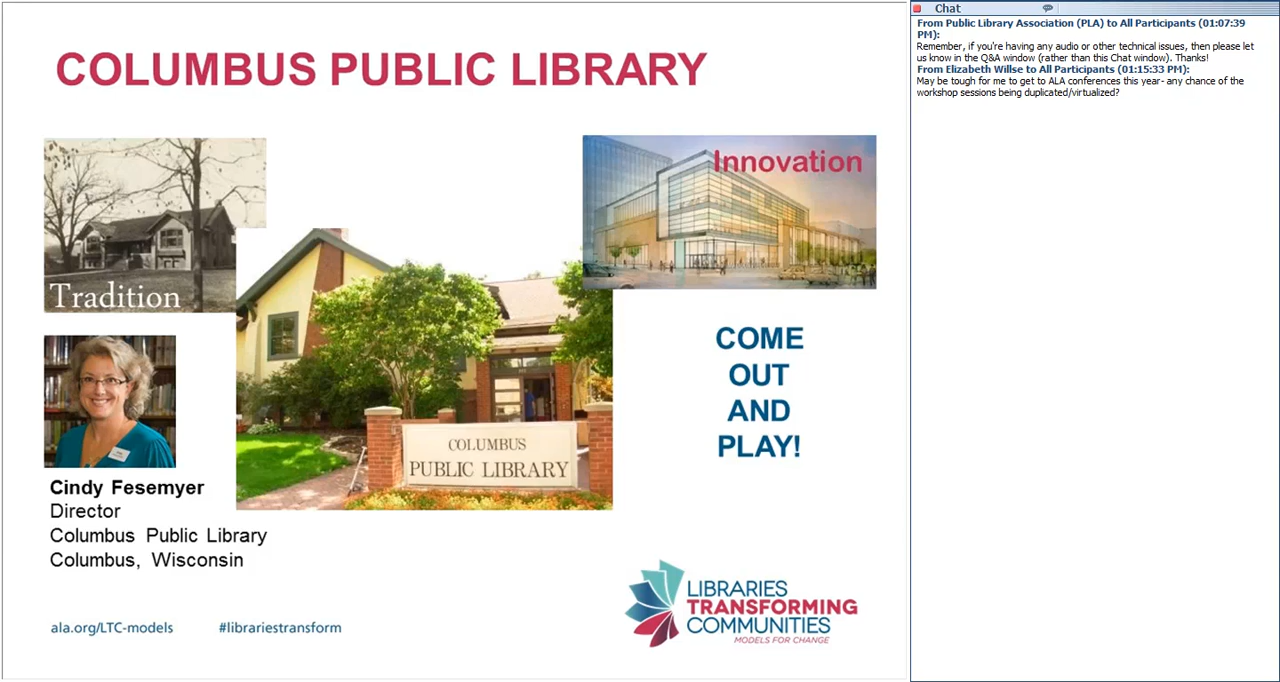 COLUMBUS PUBLIC LIBRARY
Tradition
Innovation
COLUMBUS
PUBLIC LIBRARY
COME
OUT
AND
PLAY!
Cindy Fesemyer
Director
Columbus Public Library
Columbus, Wisconsin
ala.org/LTC-models
#librariestransform
LIBRARIES
TRANSFORMING
COMMUNITIES
MODELS FOR CHANGE
Chat
From Public Library Association (PLA) to All Participants (01:07:39
PM):
Remember, if you're having any audio or other technical issues, then please let
us know in the Q&A window (rather than this Chat window). Thanks!
From Elizabeth Willse to All Participants (01:15:33 PM):
May be tough for me to get to ALA conferences this year- any chance of the
workshop sessions being duplicated/virtualized?